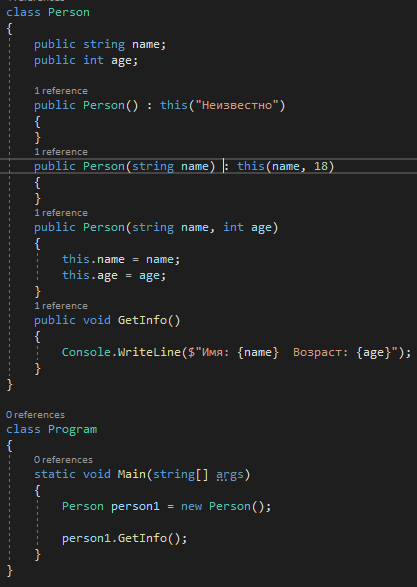 class Person
{
public string name;
public int age;
1 reference
public Person() : this("Неизвестно")
{
}
1 reference
public Person(string name) : this(name, 18)
{
}
1 reference
public Person(string name, int age)
{
this.name = name;
this.age = age;
}
1 reference
public void GetInfo()
{
Console.WriteLine($"Имя: {name}  Возраст: {age}");
}
}
0 references
class Program
{
0 references
static void Main(string[] args)
{
Person person1 = new Person();
person1.GetInfo();
}
}